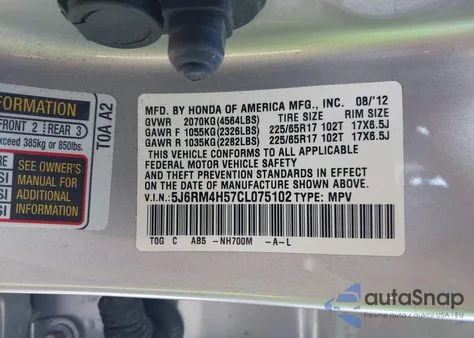 FORMATION
FRONT 2 REAR 3
exceed 385kg or 850lbs.
SEE OWNER'S
MANUAL FOR
ADDITIONAL
INFORMATION
TOA A2
MFD. BY HONDA OF AMERICA MFG., INC. 08/'12
GVWR 2070KG(4564LBS) TIRE SIZE RIM SIZE
GAWR F 1055KG(2326LBS) 225/65R17 102T 17X6.5J
GAWR R 1035KG(2282LBS) 225/65R17 102T 17X6.5J
THIS VEHICLE CONFORMS TO ALL APPLICABLE
FEDERAL MOTOR VEHICLE SAFETY
AND THEFT PREVENTION STANDARDS IN EFFECT
ON THE DATE OF MANUFACTURE SHOWN ABOVE.
V.I.N.: 5J6RM4H57CL075102 TYPE: MPV
TOG C AB5 -NH700M -A-L
autoSnap